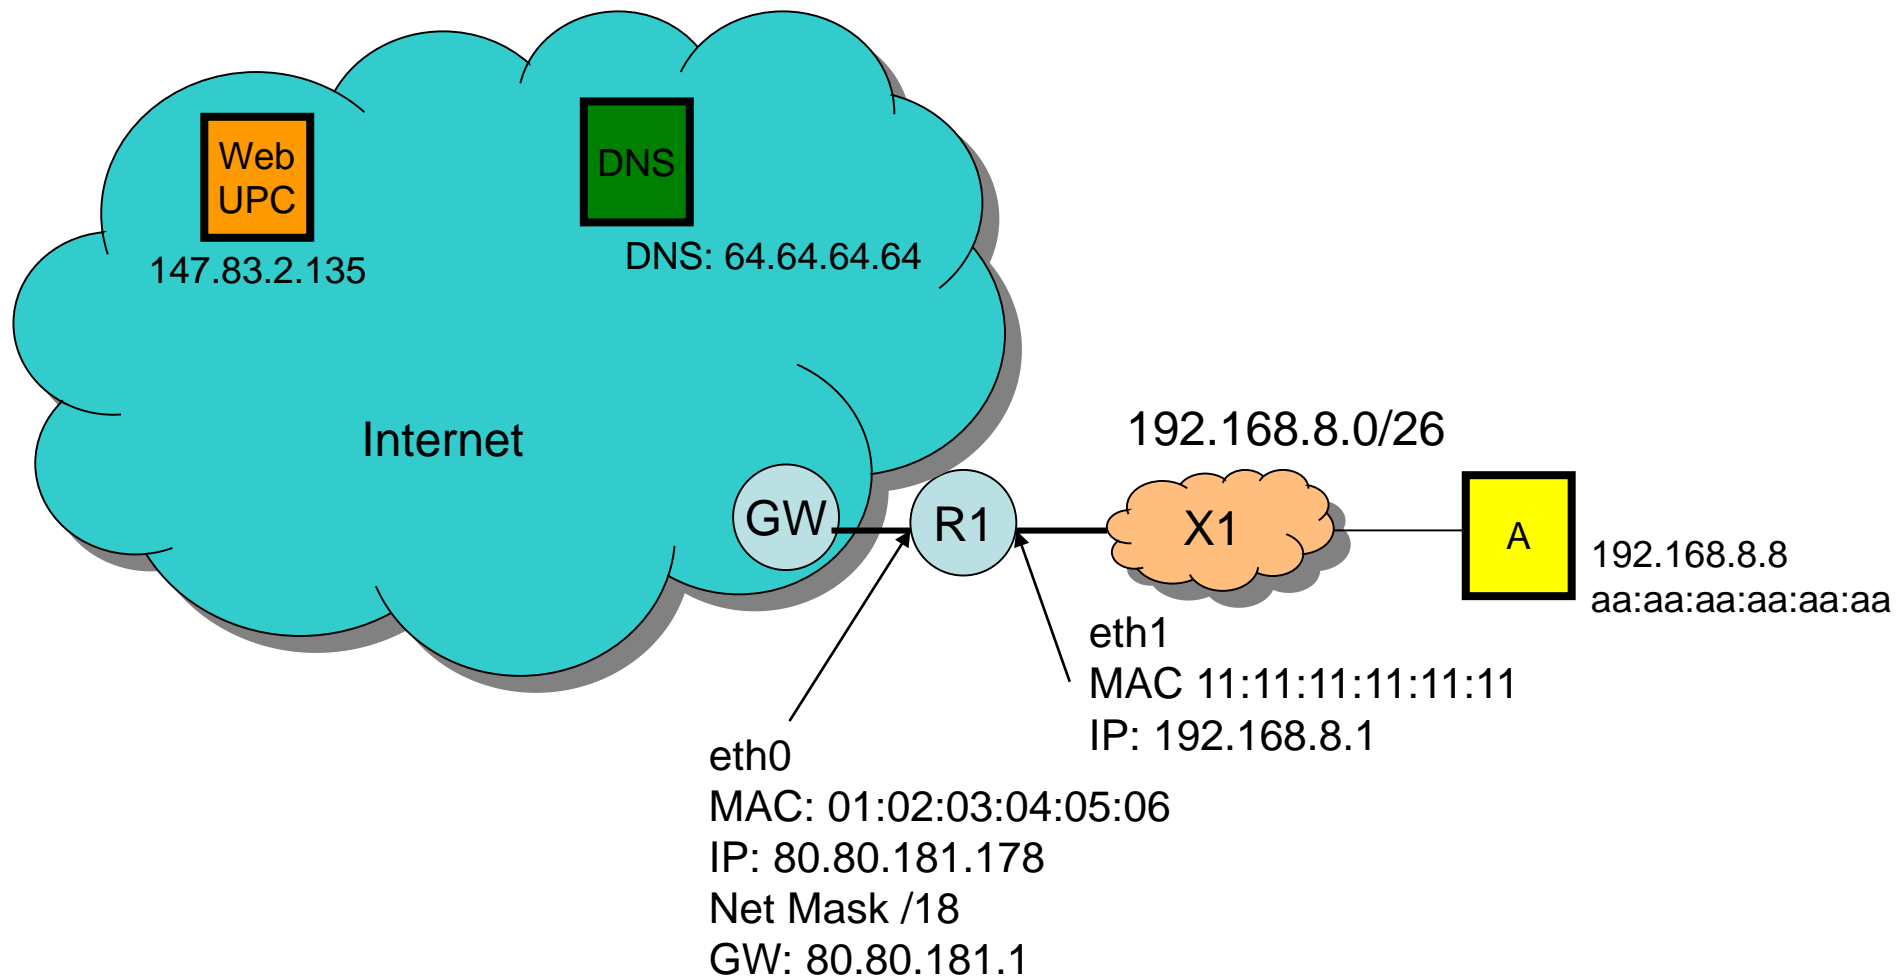 Web
UPC
147.83.2.135
DNS
DNS: 64.64.64.64
Internet
GW
R1
192.168.8.0/26
X1
A
192.168.8.8
aa:aa:aa:aa:aa:aa
eth1
MAC 11:11:11:11:11:11
IP: 192.168.8.1
eth0
MAC: 01:02:03:04:05:06
IP: 80.80.181.178
Net Mask /18
GW: 80.80.181.1